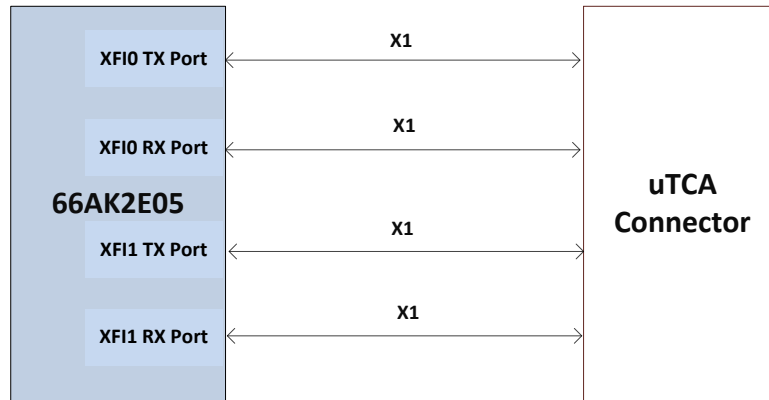 XFI0 TX Port
X1
XFI0 RX Port
X1
66AK2E05
uTCA
Connector
XFI1 TX Port
X1
XFI1 RX Port
X1